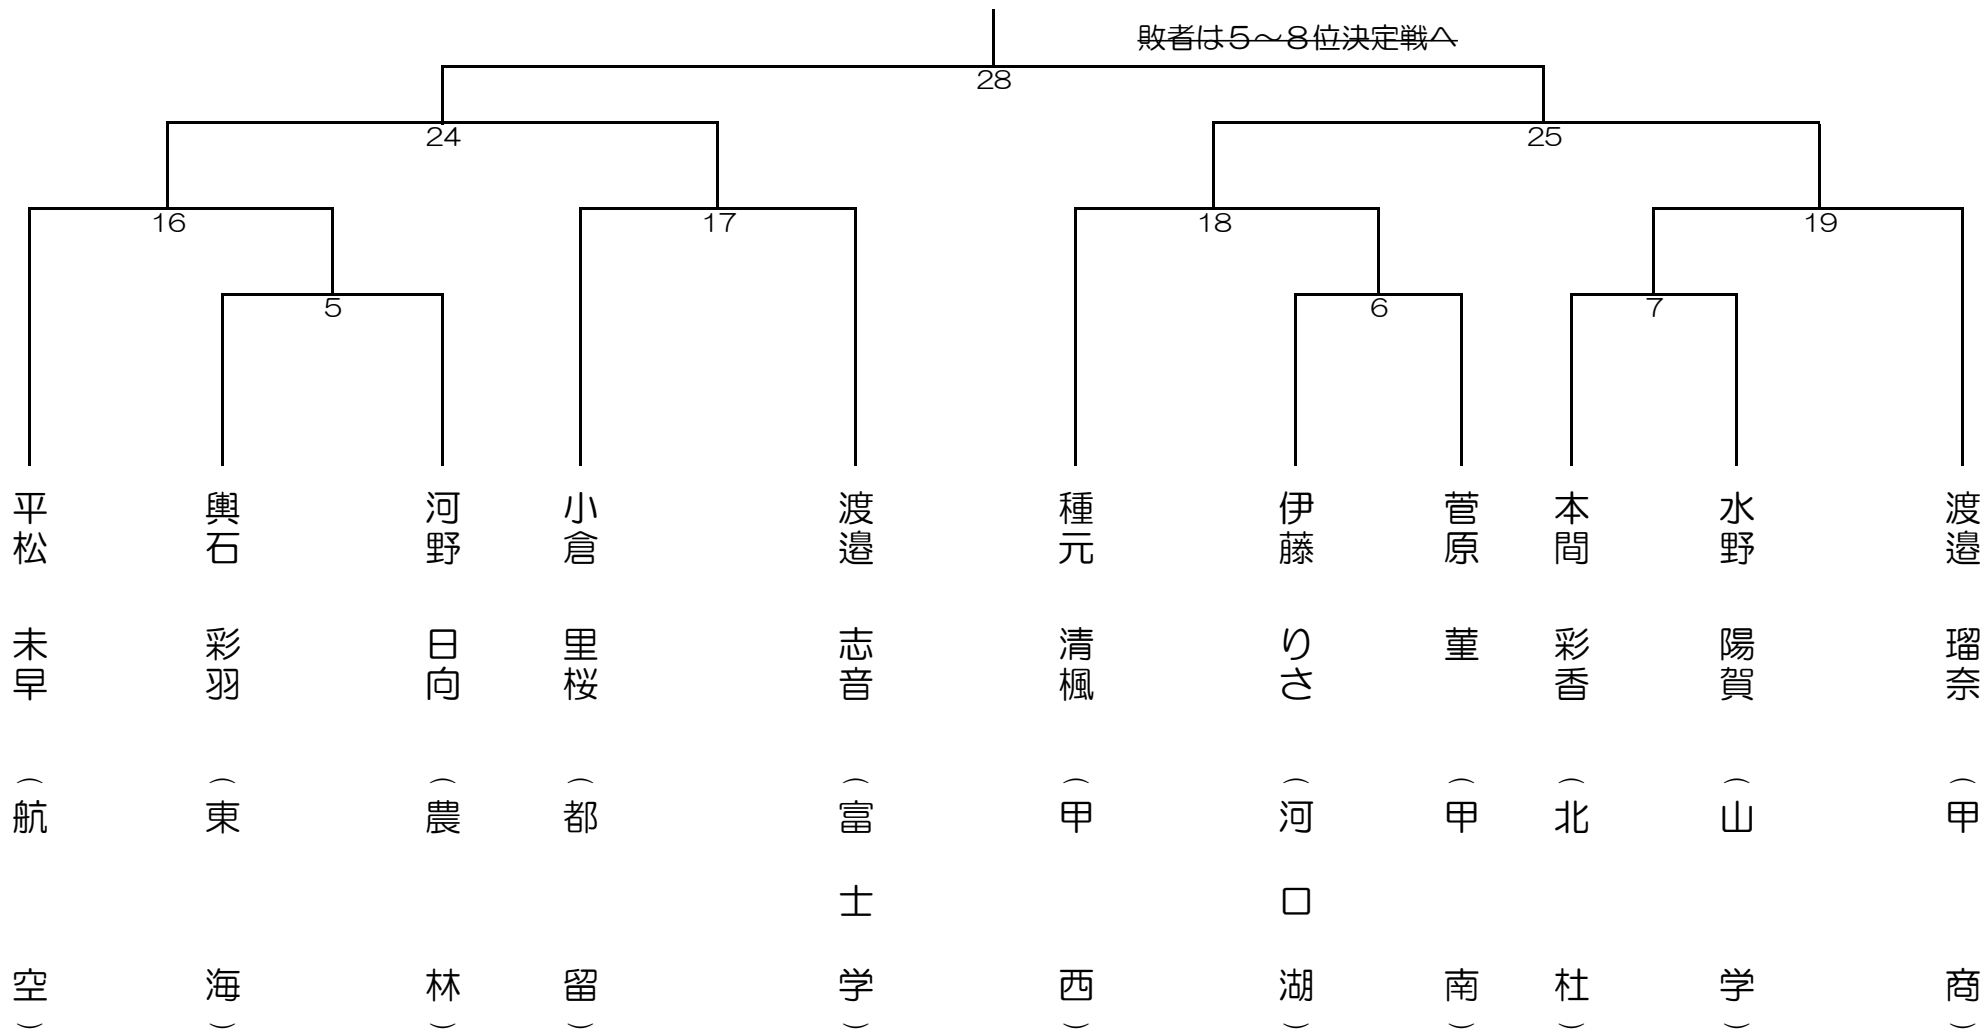 敗者は５～８位決定戦へ
28
24
25
16
17
18
19
5
6
7
平松 未早 （航空）
輿石 彩羽 （東海）
河野 日向 （農林）
小倉 里桜 （都留）
渡邉 志音 （富士学）
種元 清楓 （甲西）
伊藤 りさ （河口湖）
菅原 菫 （甲南）
本間 彩香 （北杜）
水野 陽賀 （山学）
渡邉 瑠奈 （甲商）